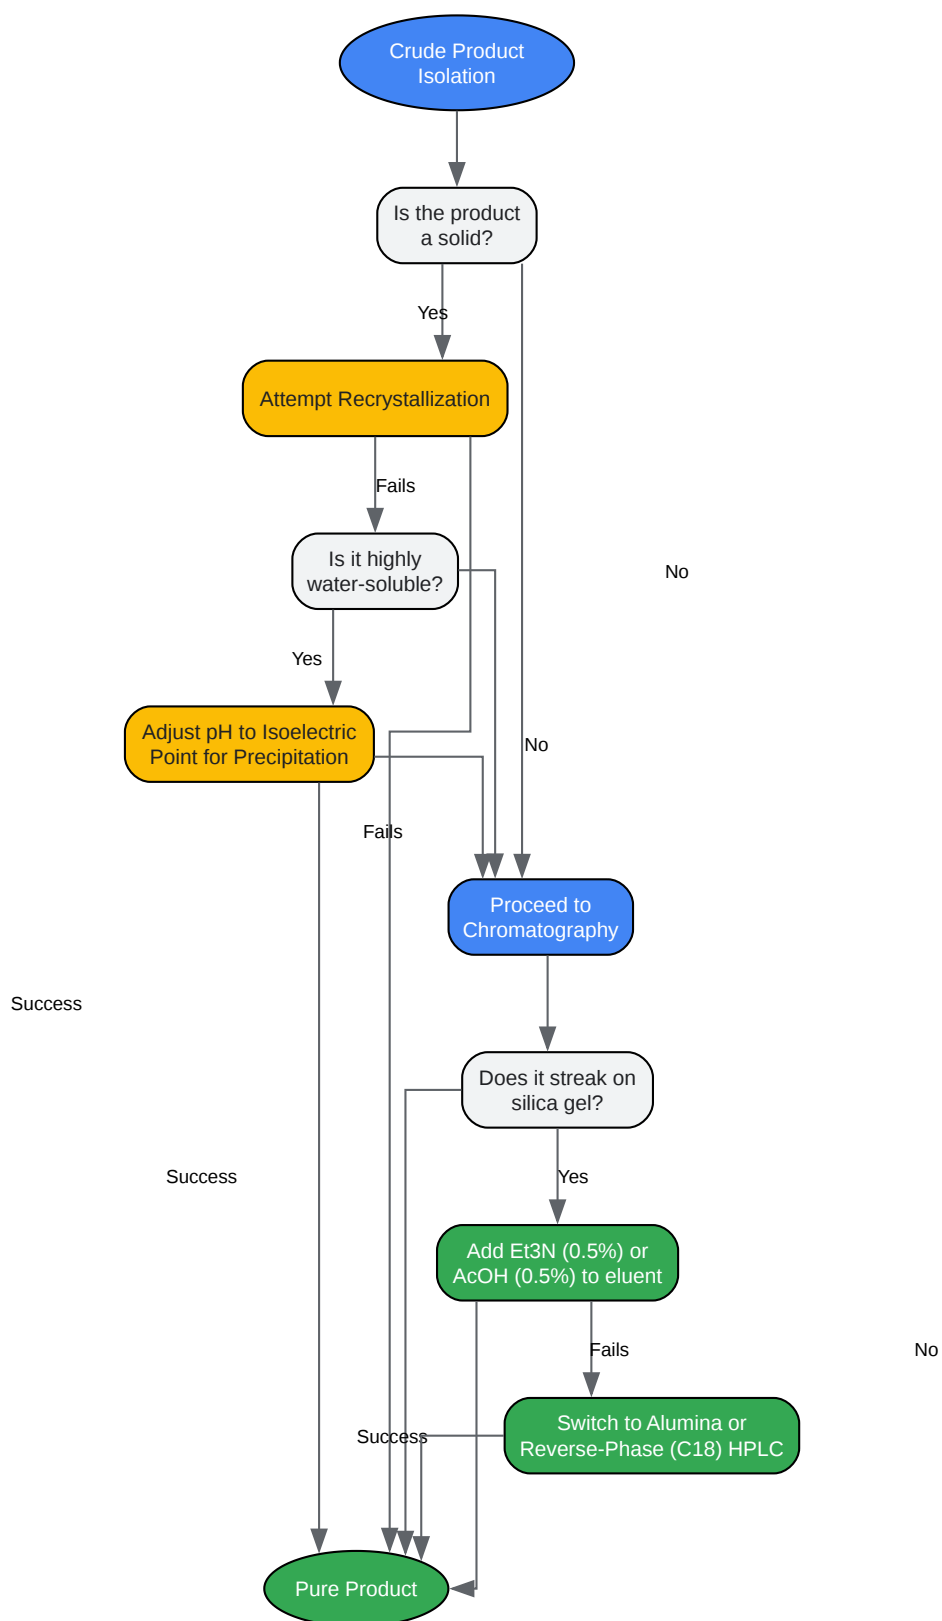 Crude Product
Isolation
Is the product
a solid?
Yes
Attempt Recrystallization
Fails
Is it highly
water-soluble?
No
Yes
Adjust pH to Isoelectric
Point for Precipitation
No
Fails
Proceed to
Chromatography
Success
Does it streak on
silica gel?
Success
Yes
Add Et3N (0.5%) or
AcOH (0.5%) to eluent
Fails
No
Switch to Alumina or
Reverse-Phase (C18) HPLC
Success
Pure Product